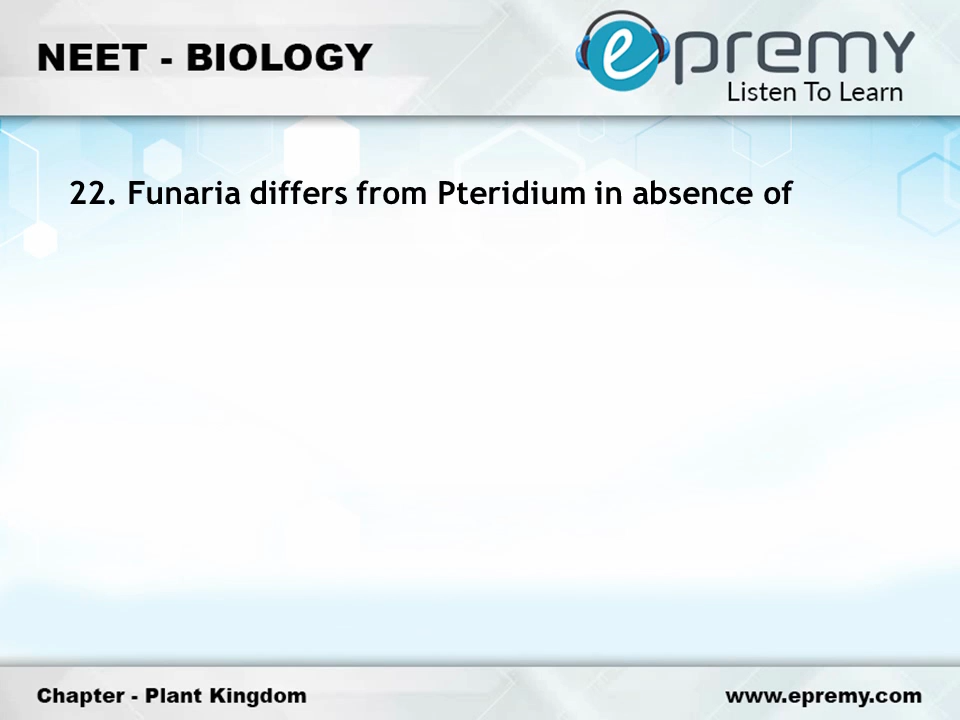 NEET - BIOLOGY
epremy
Listen To Learn
22. Funaria differs from Pteridium in absence of
Chapter - Plant Kingdom
www.epremy.com